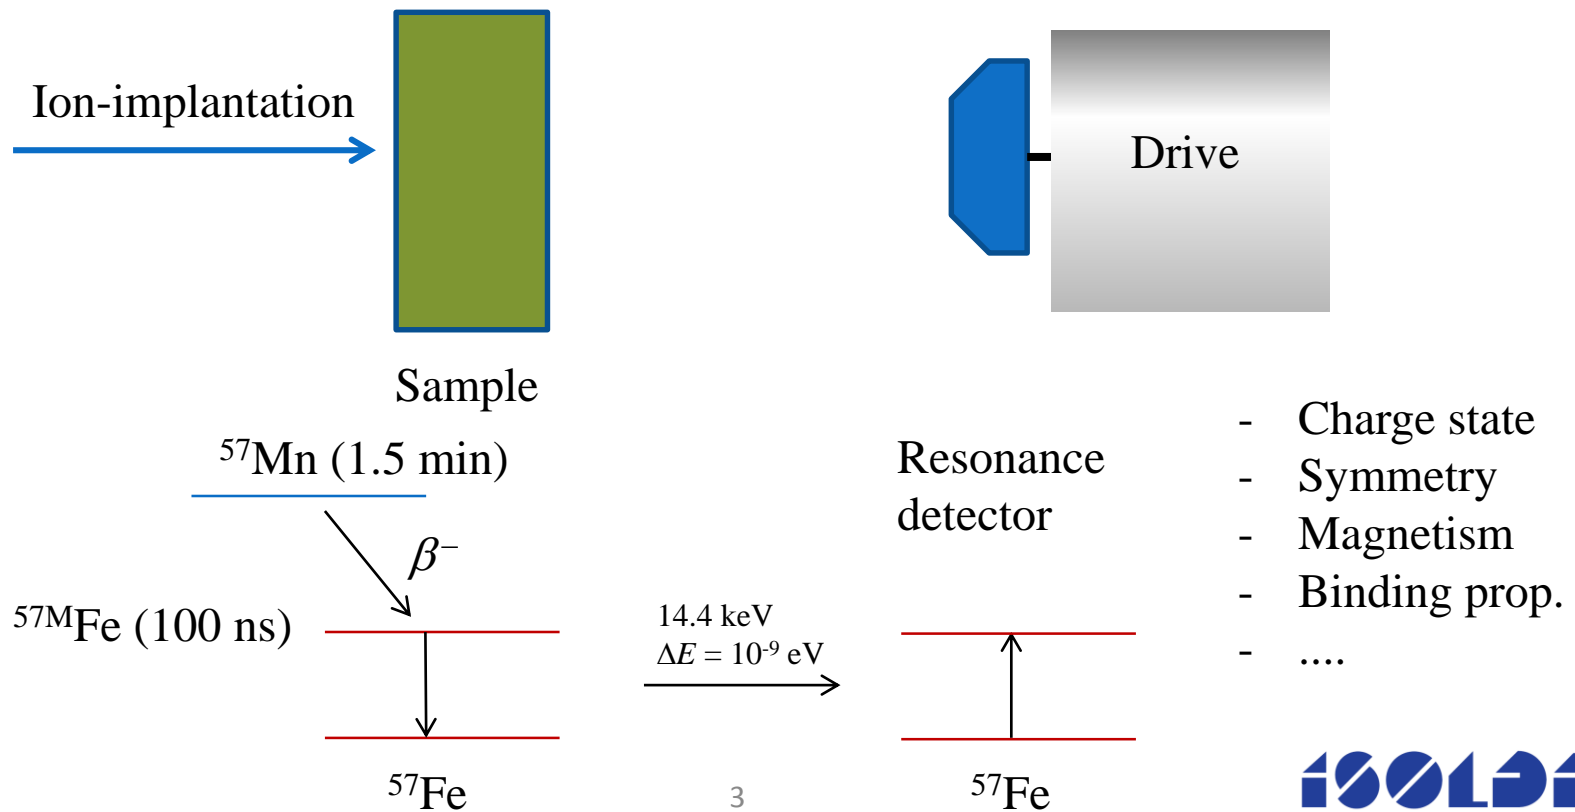 Ion-implantation
Drive
Sample
⁵⁷Mn (1.5 min)
β⁻
⁵⁷ᴹFe (100 ns)
⁵⁷Fe
14.4 keV
ΔE = 10⁻⁹ eV
Resonance
detector
⁵⁷Fe
- Charge state
- Symmetry
- Magnetism
- Binding prop.
- ....
3